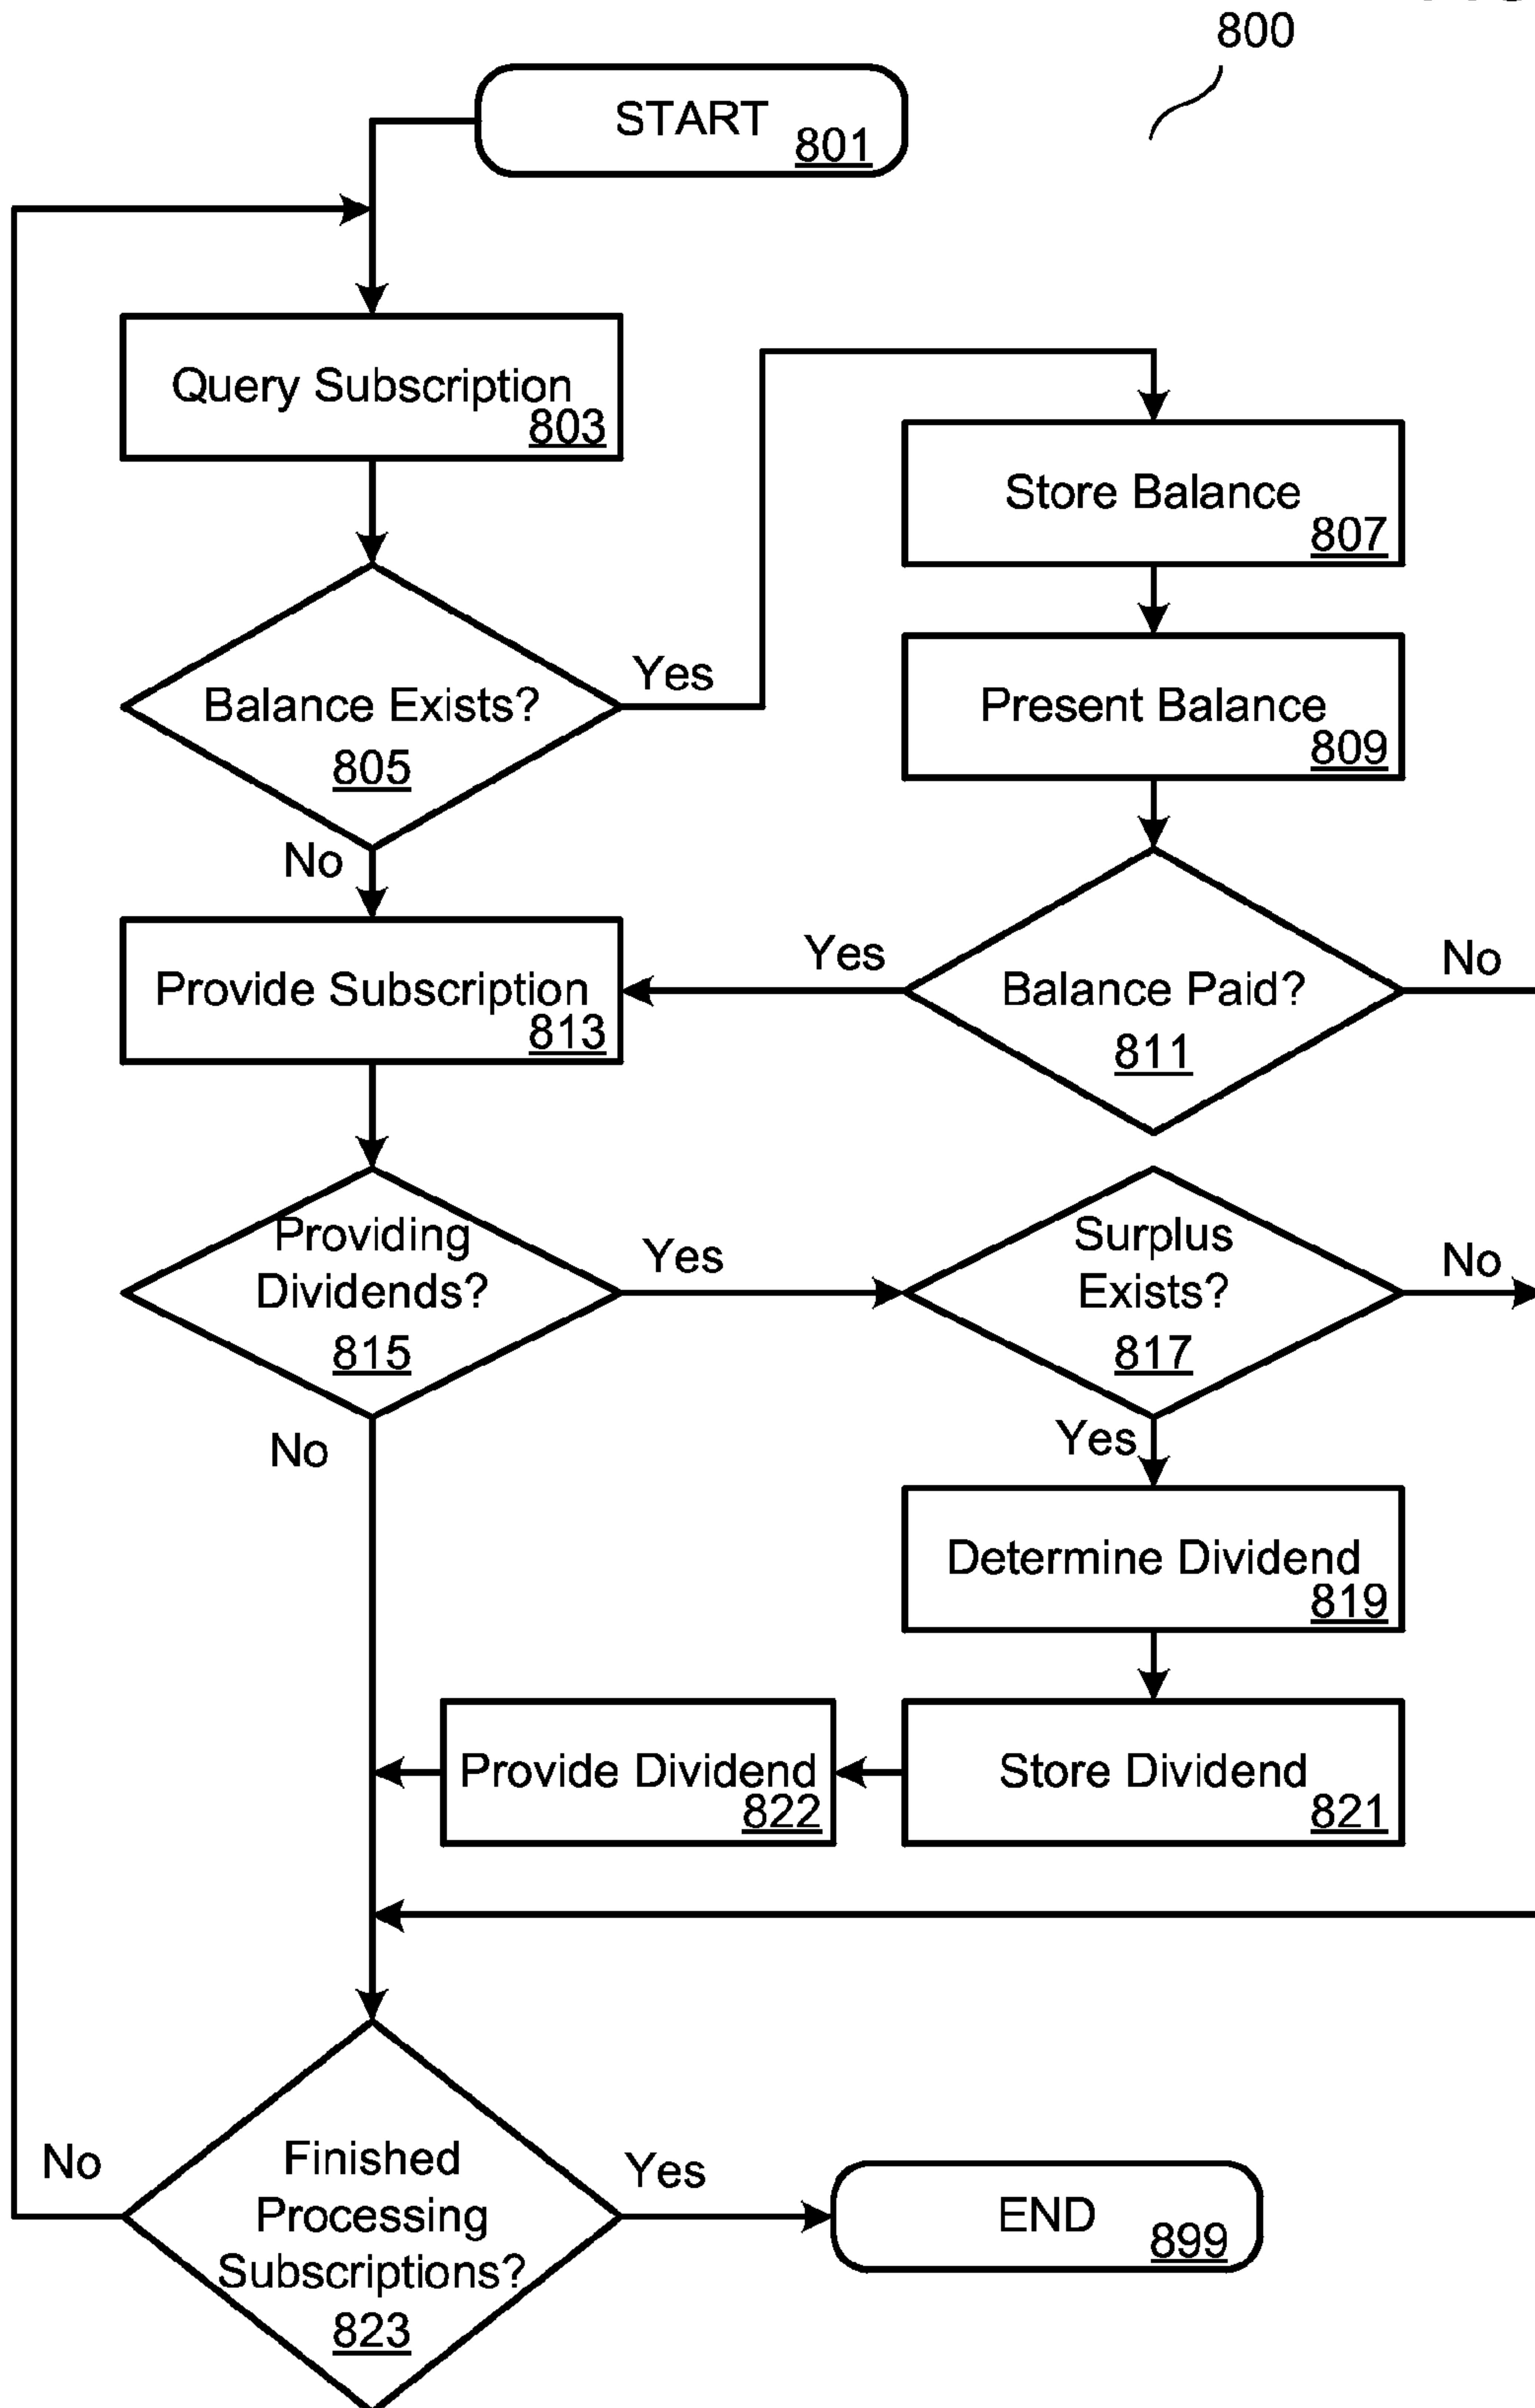 800
START
801
Query Subscription
803
Store Balance
807
Balance Exists?
805
Yes
No
Present Balance
809
Provide Subscription
813
Yes
Balance Paid?
811
No
Providing
Dividends?
815
Yes
No
Surplus
Exists?
817
No
Yes
Determine Dividend
819
Provide Dividend
822
Store Dividend
821
No
Finished
Processing
Subscriptions?
823
Yes
END
899